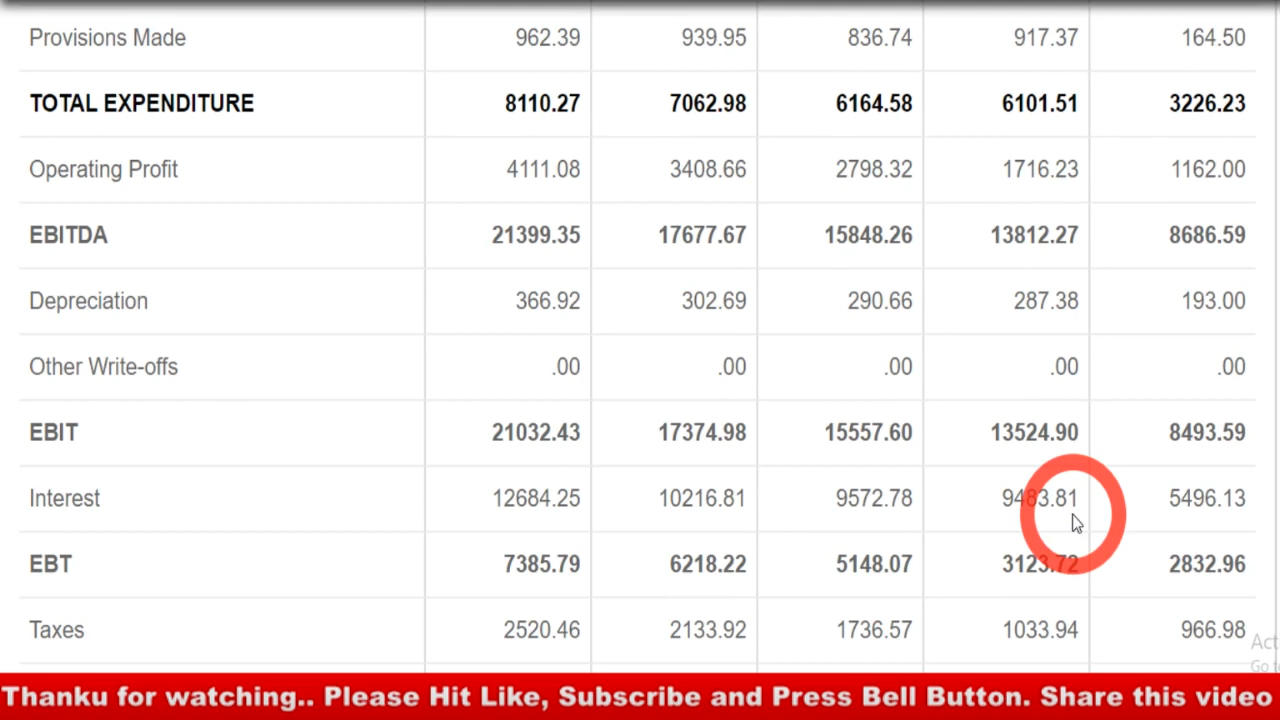 Provisions Made 962.39 939.95 836.74 917.37 164.50
TOTAL EXPENDITURE 8110.27 7062.98 6164.58 6101.51 3226.23
Operating Profit 4111.08 3408.66 2798.32 1716.23 1162.00
EBITDA 21399.35 17677.67 15848.26 13812.27 8686.59
Depreciation 366.92 302.69 290.66 287.38 193.00
Other Write-offs .00 .00 .00 .00 .00
EBIT 21032.43 17374.98 15557.60 13524.90 8493.59
Interest 12684.25 10216.81 9572.78 9483.81 5496.13
EBT 7385.79 6218.22 5148.07 3123.72 2832.96
Taxes 2520.46 2133.92 1736.57 1033.94 966.98
Act
Go t
Thanku for watching.. Please Hit Like, Subscribe and Press Bell Button. Share this video